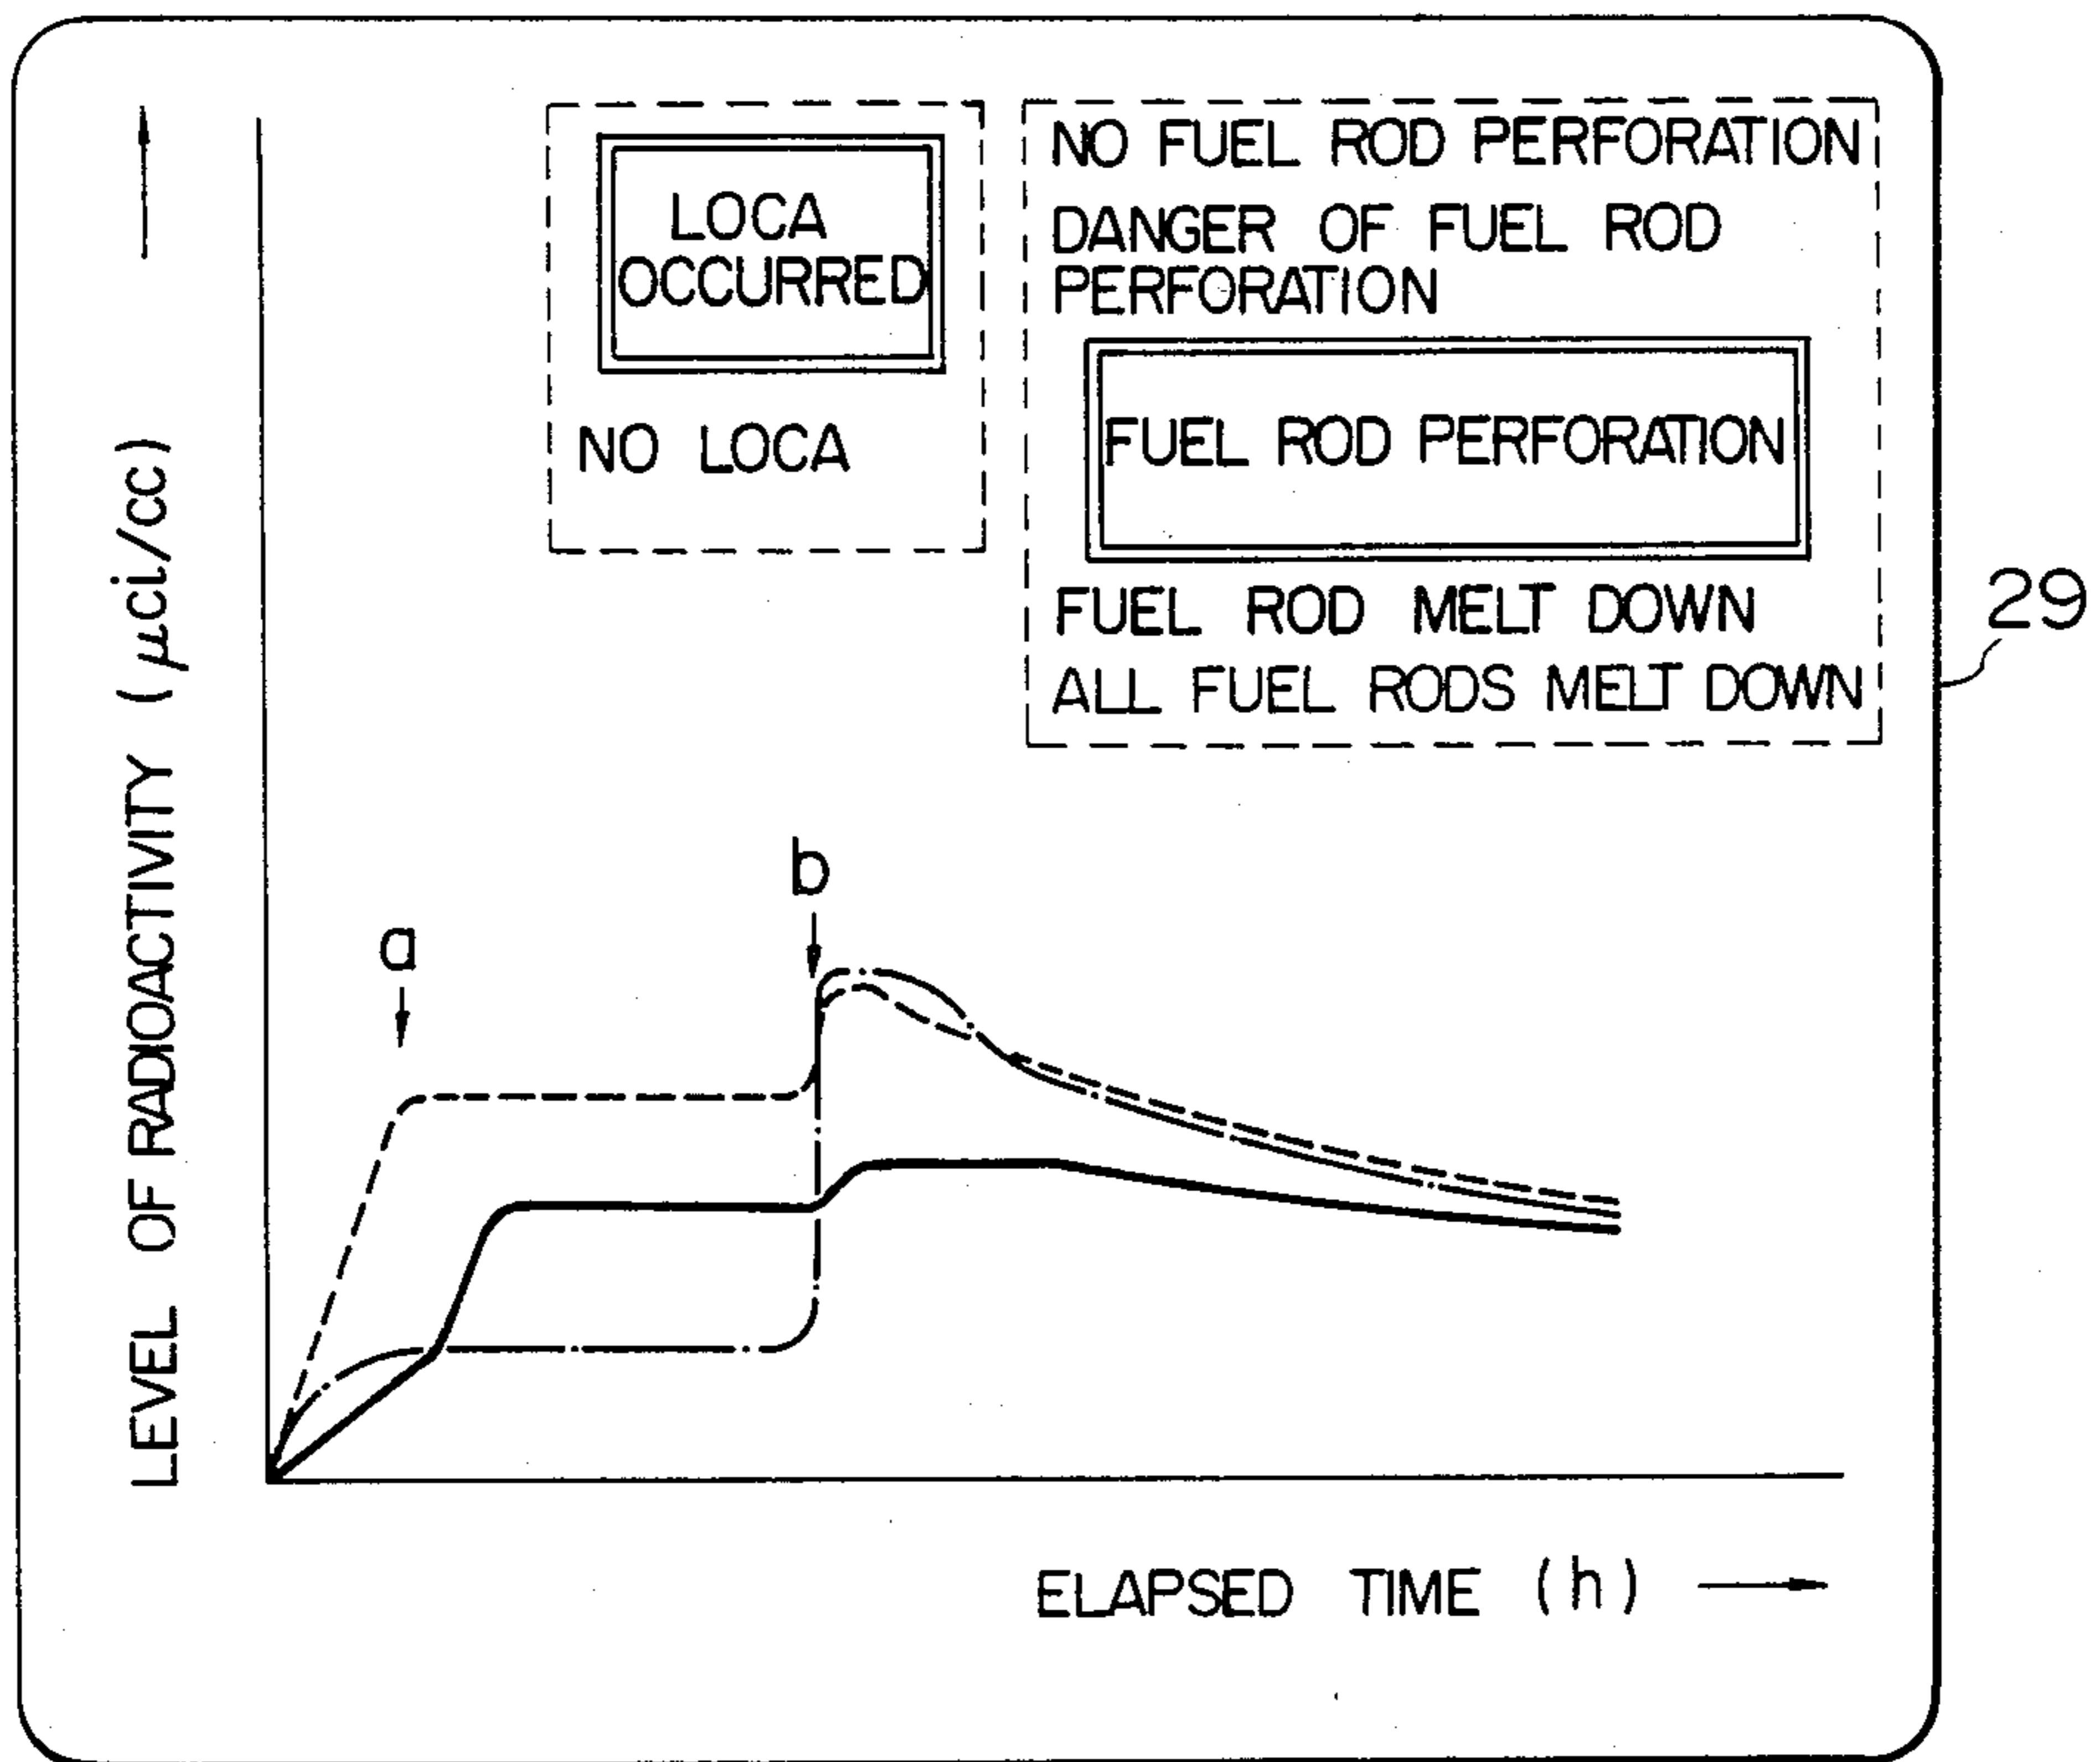 LOCA
OCCURRED
NO LOCA
NO FUEL ROD PERFORATION
DANGER OF FUEL ROD
PERFORATION
FUEL ROD PERFORATION
FUEL ROD MELT DOWN
ALL FUEL RODS MELT DOWN
29
LEVEL OF RADIOACTIVITY (μci/cc)
a
b
ELAPSED TIME (h)